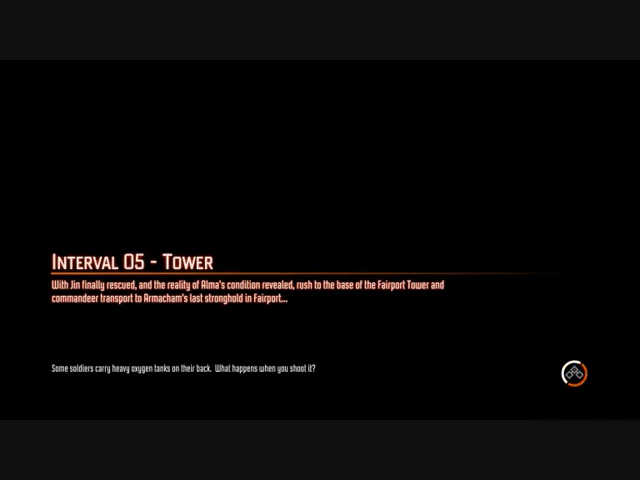 Interval 05 - Tower
With Jin finally rescued, and the reality of Alma's condition revealed, rush to the base of the Fairport Tower and
commandeer transport to Armacham's last stronghold in Fairport...
Some soldiers carry heavy oxygen tanks on their back. What happens when you shoot it?